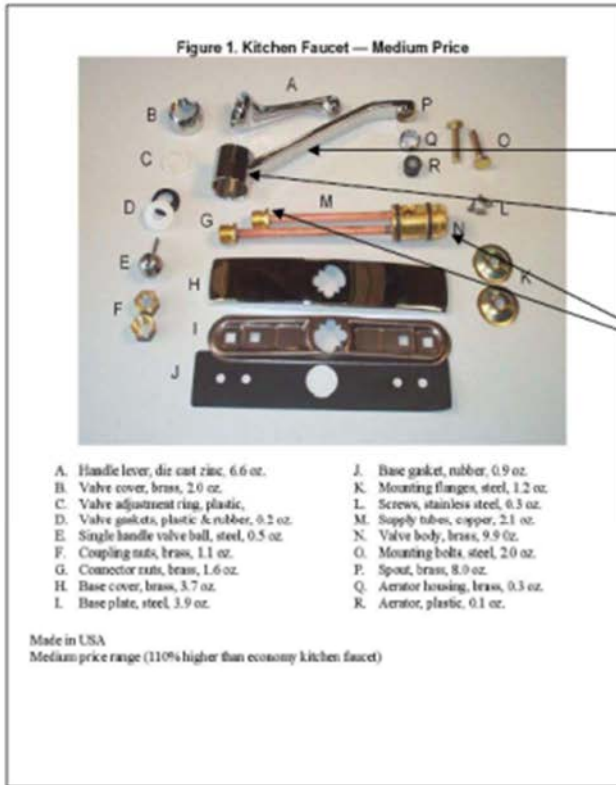 Figure 1. Kitchen Faucet — Medium Price
A
B
P
C
Q
O
R
D
M
L
G
N
E
K
H
F
I
J
A. Handle lever, die cast zinc, 6.6 oz.
B. Valve cover, brass, 2.0 oz.
C. Valve adjustment ring, plastic,
D. Valve gaskets, plastic & rubber, 0.2 oz.
E. Single handle valve ball, steel, 0.5 oz.
F. Coupling nuts, brass, 1.1 oz.
G. Connector nuts, brass, 1.6 oz.
H. Base cover, brass, 3.7 oz.
I. Base plate, steel, 3.9 oz.
J. Base gasket, rubber, 0.9 oz.
K. Mounting flanges, steel, 1.2 oz.
L. Screws, stainless steel, 0.3 oz.
M. Supply tubes, copper, 2.1 oz.
N. Valve body, brass, 9.9 0z.
O. Mounting bolts, steel, 2.0 oz.
P. Spout, brass, 8.0 oz.
Q. Aerator housing, brass, 0.3 oz.
R. Aerator, plastic, 0.1 oz.
Made in USA
Medium price range (110% higher than economy kitchen faucet)